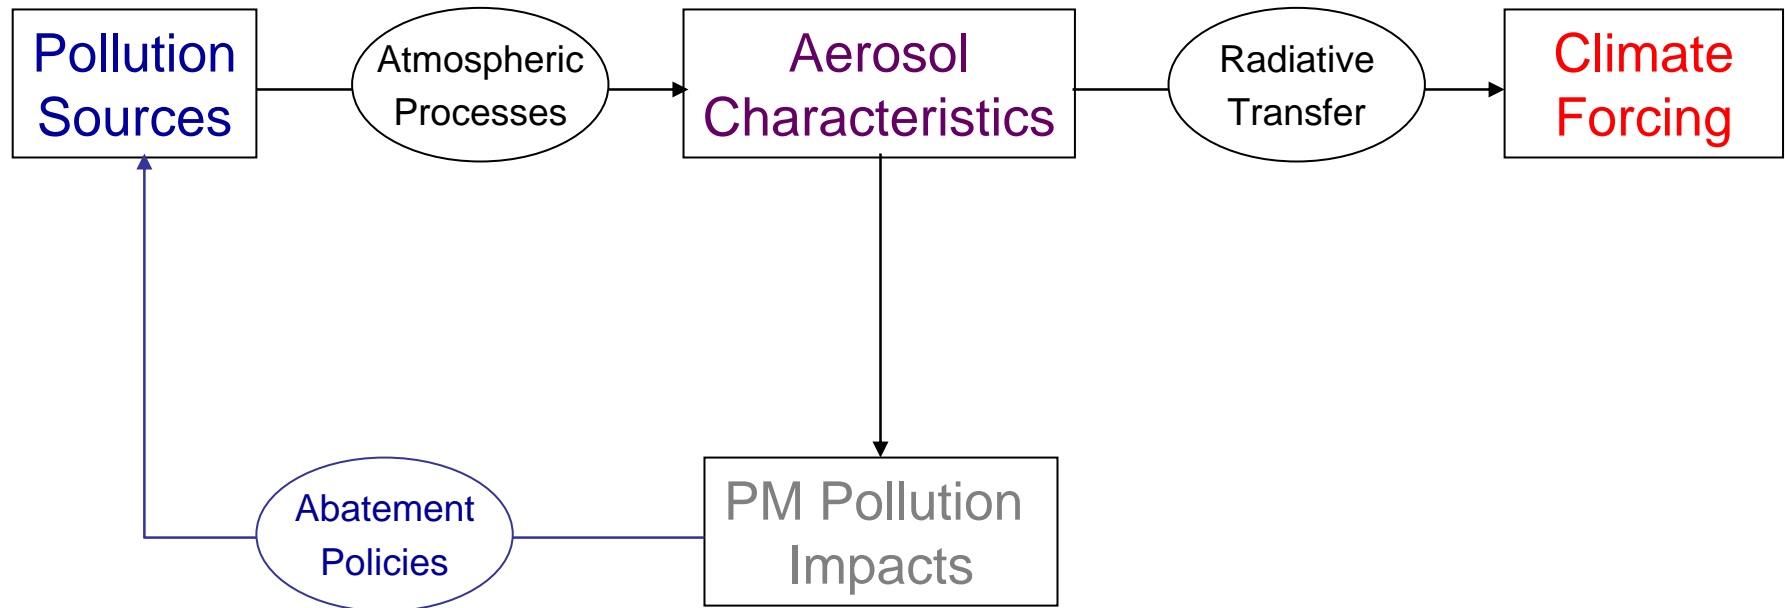 Pollution
Sources
Atmospheric
Processes
Aerosol
Characteristics
Radiative
Transfer
Climate
Forcing
Abatement
Policies
PM Pollution
Impacts